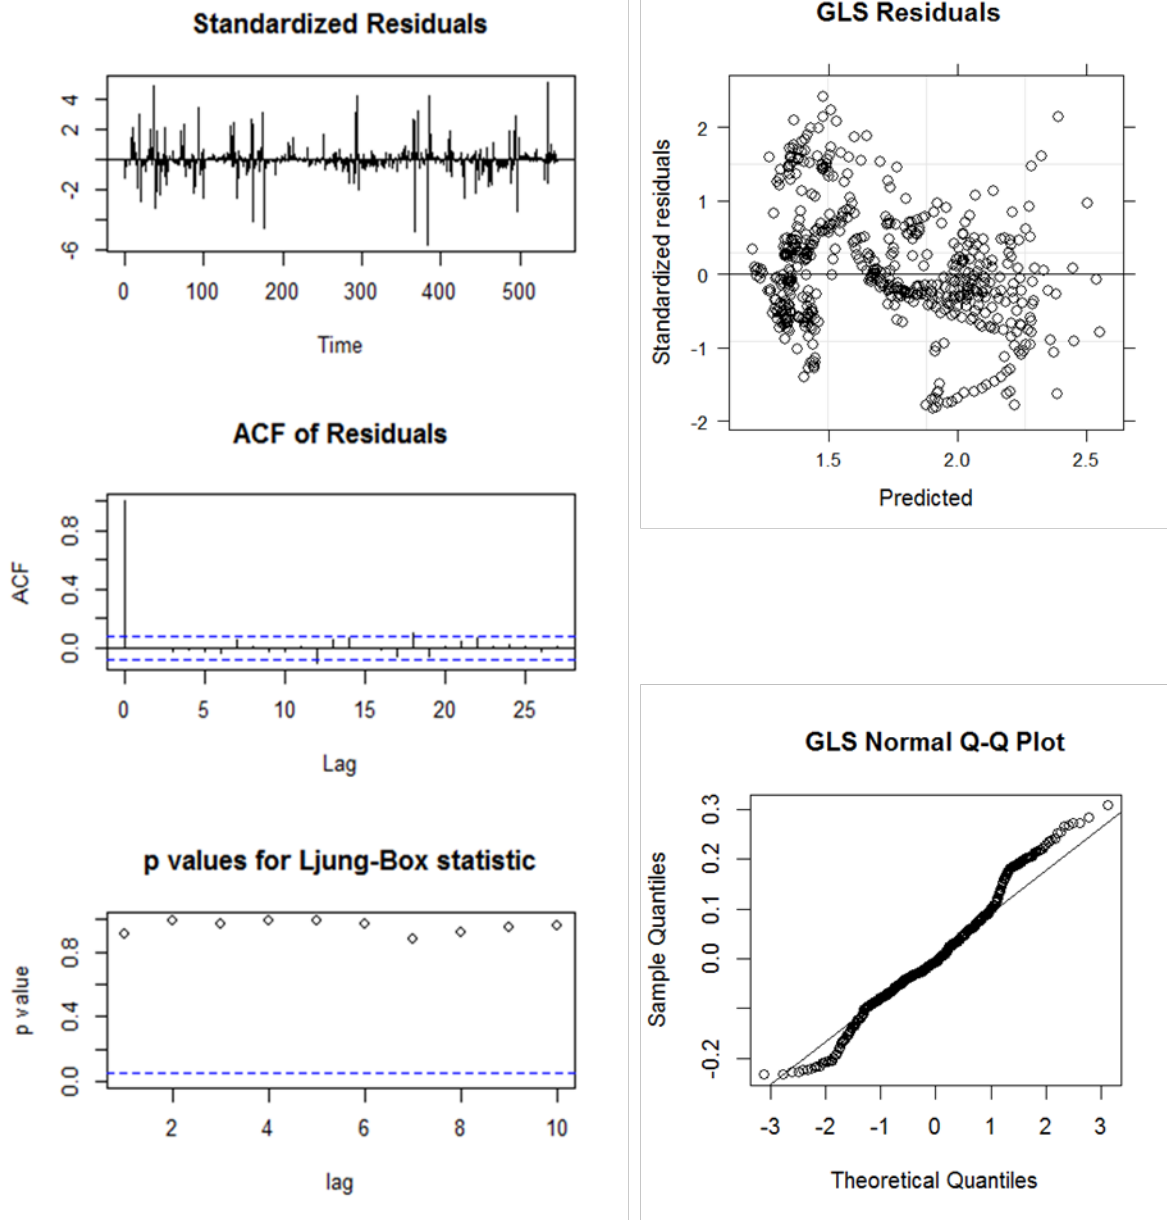 Standardized Residuals
4
2
-2
-6
0 100 200 300 400 500
Time
ACF of Residuals
ACF
0.8
0.4
0.0
0 5 10 15 20 25
Lag
p values for Ljung-Box statistic
p value
0.8
0.4
0.0
2 4 6 8 10
lag
GLS Residuals
Standardized residuals
2
1
0
-1
-2
1.5 2.0 2.5
Predicted
GLS Normal Q-Q Plot
Sample Quantiles
0.3
0.2
0.1
0.0
-0.2
-3 -2 -1 0 1 2 3
Theoretical Quantiles